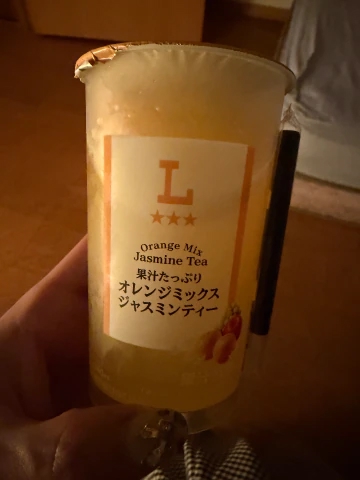 L
★★★
Orange Mix
Jasmine Tea
果汁たっぷり
オレンジミックス
ジャスミンティー